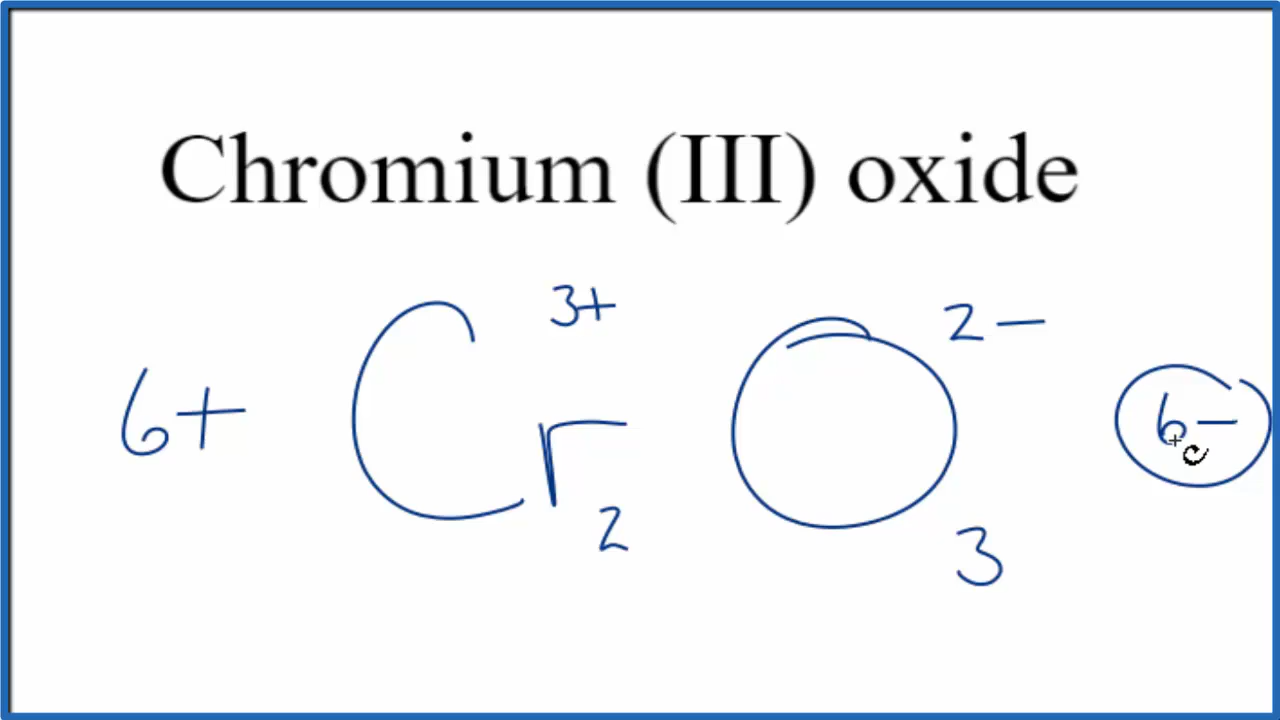 Chromium (III) oxide
3+ 2-
6+ Cr O 6-
2 3